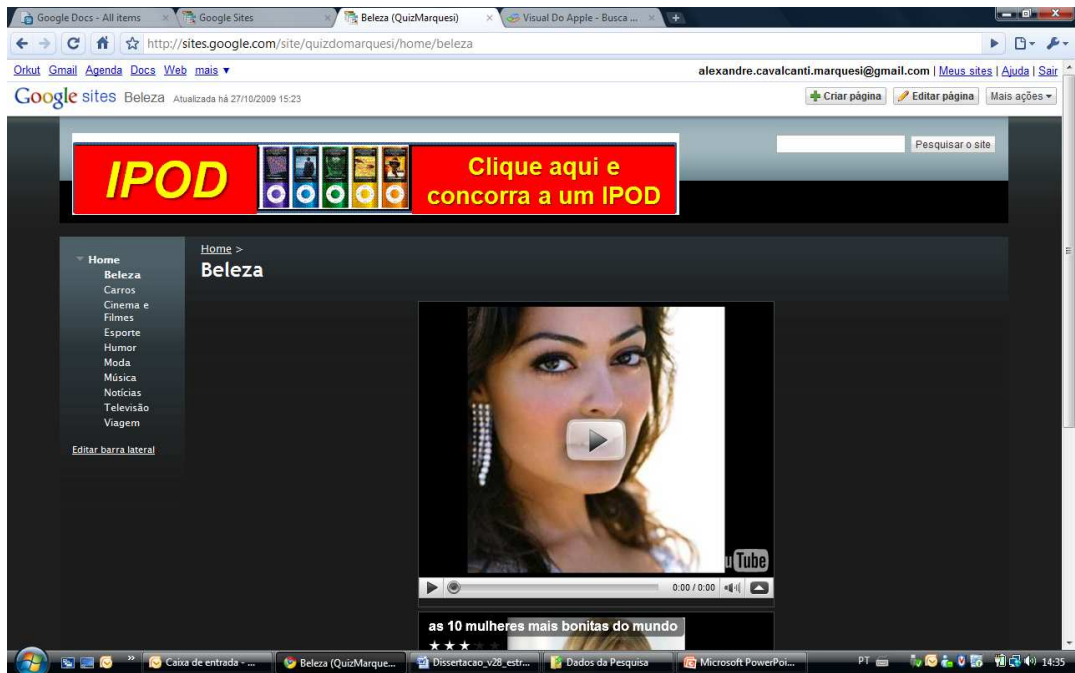 Google Docs - All items
Google Sites
Beleza (QuizMarquesi)
Visual Do Apple - Busca ...
http://sites.google.com/site/quizdomarquesi/home/beleza
Orkut Gmail Agenda Docs Web mais ▼
alexandre.cavalcanti.marquesi@gmail.com | Meus sites | Ajuda | Sair
Google sites Beleza Atualizada há 27/10/2009 15:23
Criar página
Editar página
Mais ações
IPOD
Clique aqui e
concorra a um IPOD
Pesquisar o site
Home
Beleza
Carros
Cinema e
Filmes
Esporte
Humor
Moda
Música
Notícias
Televisão
Viagem
Editar barra lateral
Home >
Beleza
u Tube
0:00 / 0:00
as 10 mulheres mais bonitas do mundo
Caixa de entrada - ...
Beleza (QuizMarque...
Dissertacao_v28_estr...
Dados da Pesquisa
Microsoft PowerPoi...
PT
14:35